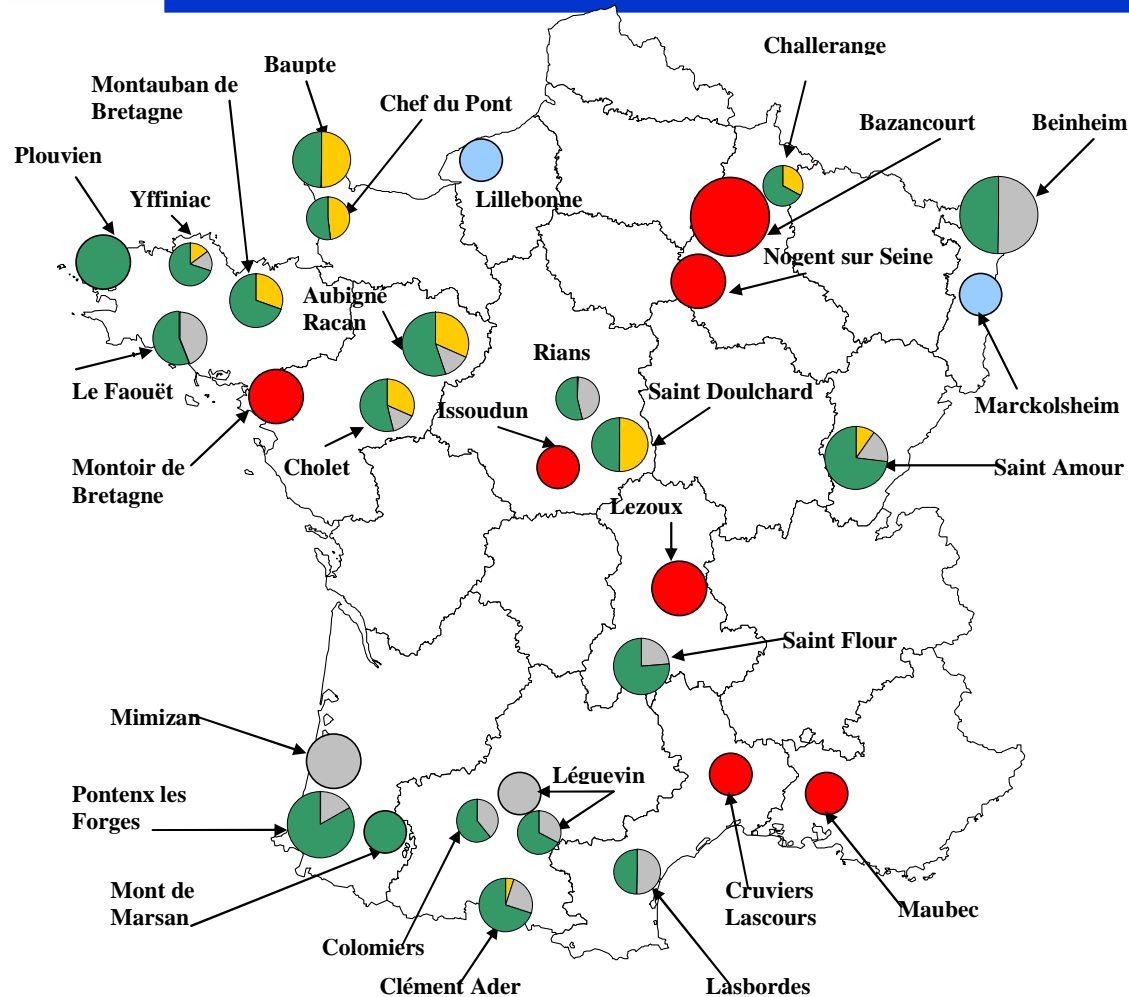 Challerange
Baupte
Montauban de
Bretagne
Chef du Pont
Bazancourt
Beinheim
Plouvien
Yffiniac
Lillebonne
Nogent sur Seine
Aubigné
Racan
Rians
Le Faouët
Saint Doulchard
Issoudun
Marckolsheim
Montoir de
Bretagne
Cholet
Saint Amour
Lezoux
Saint Flour
Mimizan
Léguevin
Pontenx les
Forges
Mont de
Marsan
Cruviers
Lascours
Maubec
Colomiers
Clément Ader
Lasbordes